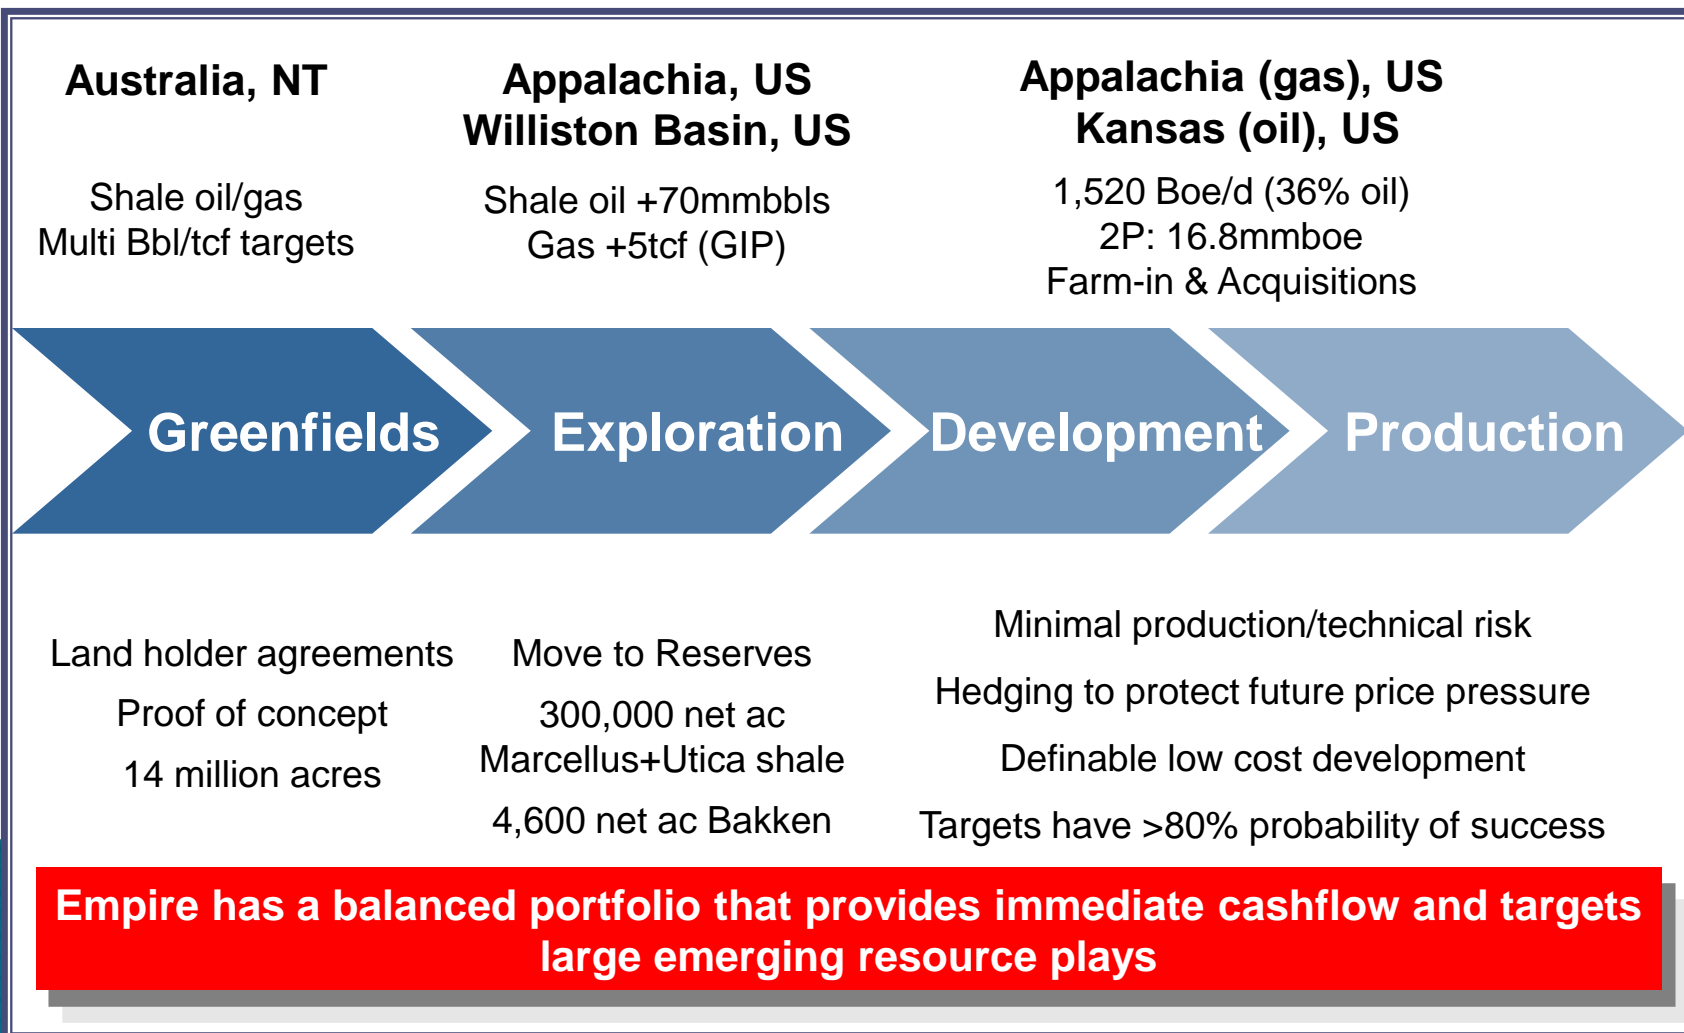 Australia, NT
Shale oil/gas
Multi Bbl/tcf targets
Appalachia, US
Williston Basin, US
Shale oil +70mmbbls
Gas +5tcf (GIP)
Appalachia (gas), US
Kansas (oil), US
1,520 Boe/d (36% oil)
2P: 16.8mmboe
Farm-in & Acquisitions
Greenfields
Exploration
Development
Production
Land holder agreements
Proof of concept
14 million acres
Move to Reserves
300,000 net ac
Marcellus+Utica shale
4,600 net ac Bakken
Minimal production/technical risk
Hedging to protect future price pressure
Definable low cost development
Targets have >80% probability of success
Empire has a balanced portfolio that provides immediate cashflow and targets
large emerging resource plays